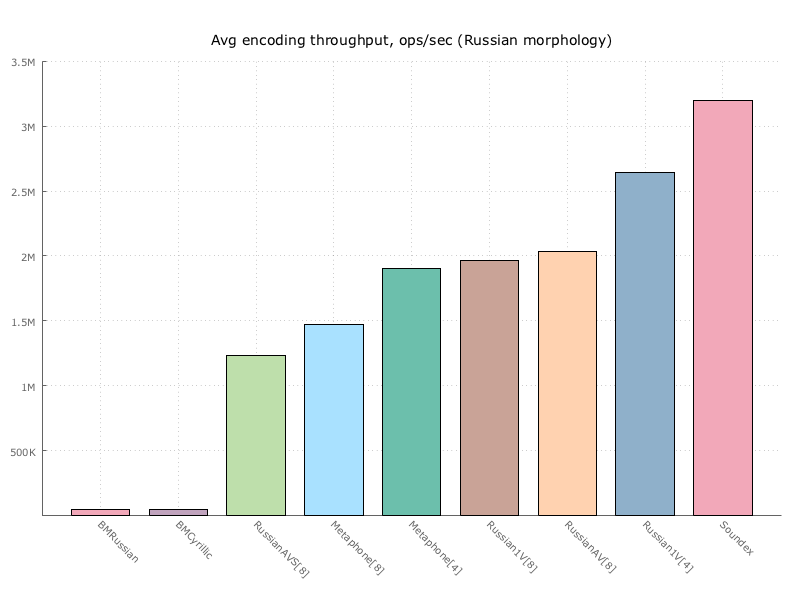 Avg encoding throughput, ops/sec (Russian morphology)
3.5M
3M
2.5M
2M
1.5M
1M
500K
BMRussian
BMCyrillic
RussianAVS[8]
Metaphone[8]
Metaphone[4]
Russian1V[8]
RussianAV[8]
Russian1V[4]
Soundex